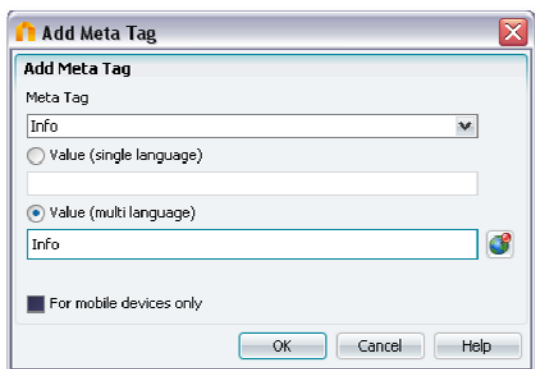 Add Meta Tag
Add Meta Tag
Meta Tag
Info
Value (single language)
Value (multi language)
Info
For mobile devices only
OK Cancel Help